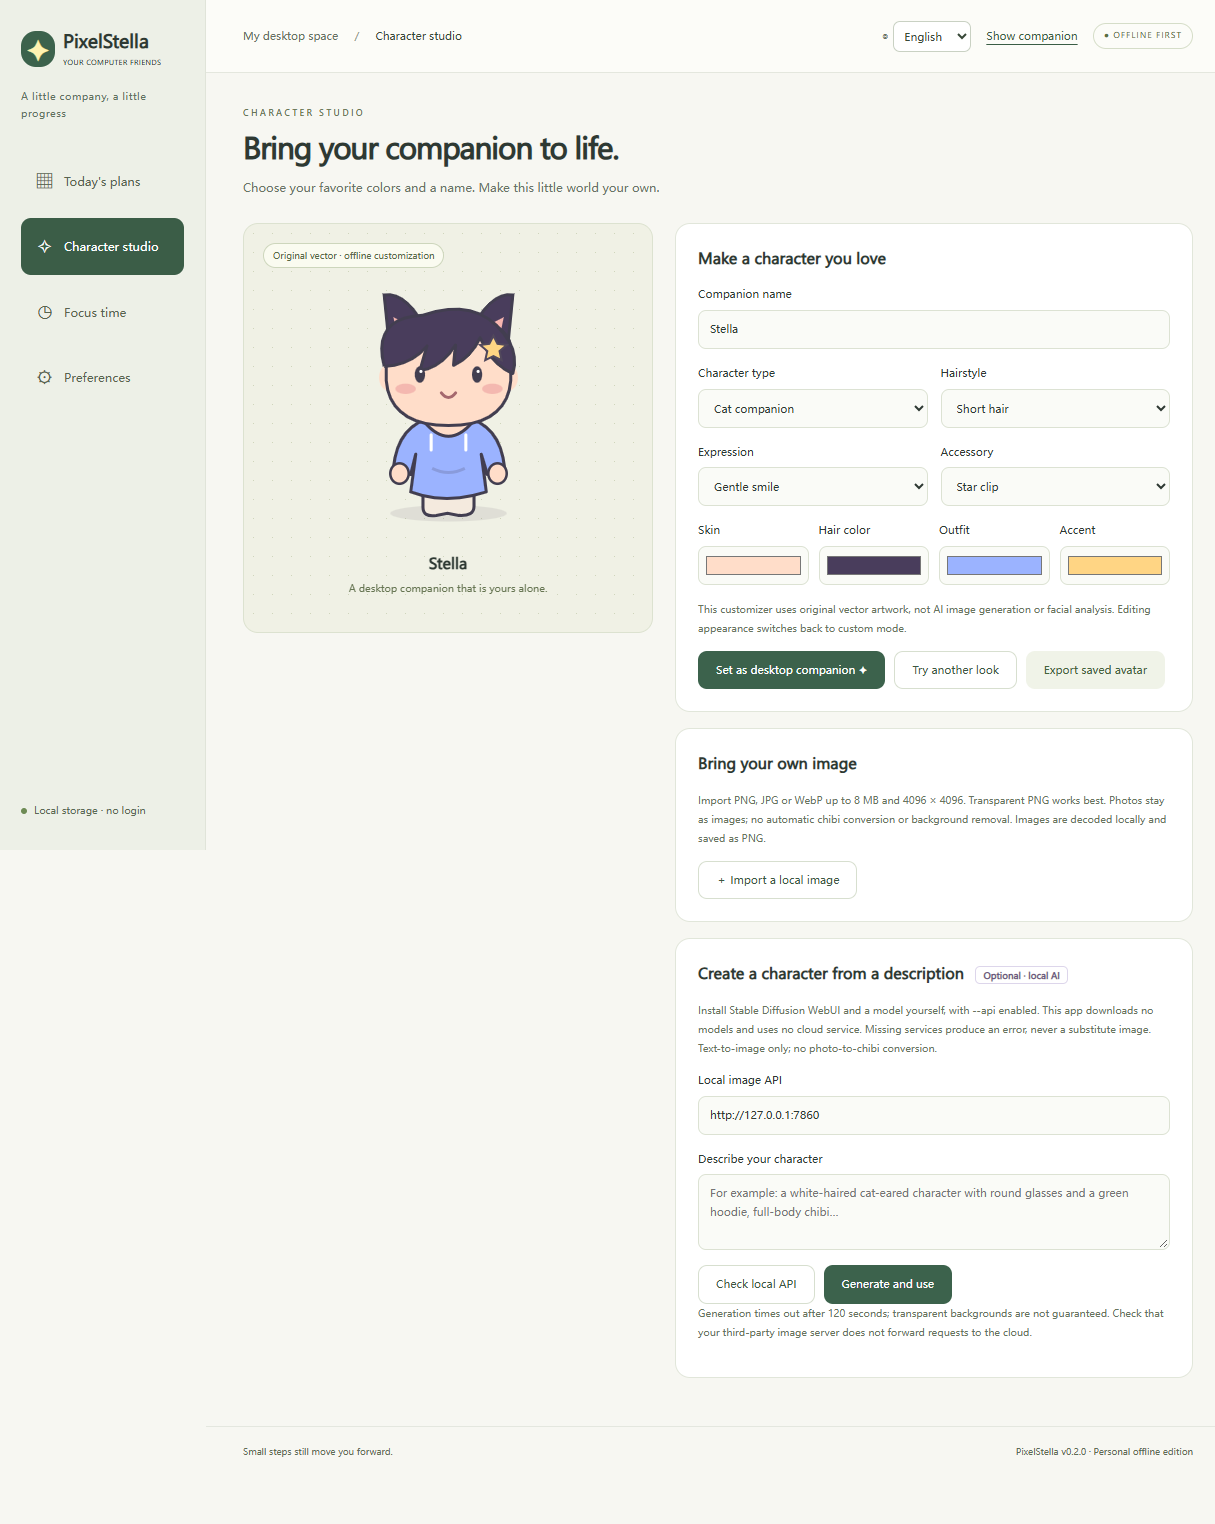 PixelStella
YOUR COMPUTER FRIENDS
A little company, a little
progress
Today's plans
Character studio
Focus time
Preferences
Local storage · no login
My desktop space / Character studio
English
Show companion
OFFLINE FIRST
CHARACTER STUDIO
Bring your companion to life.
Choose your favorite colors and a name. Make this little world your own.
Original vector · offline customization
Stella
A desktop companion that is yours alone.
Make a character you love
Companion name
Stella
Character type
Hairstyle
Cat companion
Short hair
Expression
Accessory
Gentle smile
Star clip
Skin
Hair color
Outfit
Accent
This customizer uses original vector artwork, not AI image generation or facial analysis. Editing
appearance switches back to custom mode.
Set as desktop companion ✦
Try another look
Export saved avatar
Bring your own image
Import PNG, JPG or WebP up to 8 MB and 4096 × 4096. Transparent PNG works best. Photos stay
as images; no automatic chibi conversion or background removal. Images are decoded locally and
saved as PNG.
+ Import a local image
Create a character from a description
Optional · local AI
Install Stable Diffusion WebUI and a model yourself, with --api enabled. This app downloads no
models and uses no cloud service. Missing services produce an error, never a substitute image.
Text-to-image only; no photo-to-chibi conversion.
Local image API
http://127.0.0.1:7860
Describe your character
For example: a white-haired cat-eared character with round glasses and a green
hoodie, full-body chibi...
Check local API
Generate and use
Generation times out after 120 seconds; transparent backgrounds are not guaranteed. Check that
your third-party image server does not forward requests to the cloud.
Small steps still move you forward.
PixelStella v0.2.0 · Personal offline edition